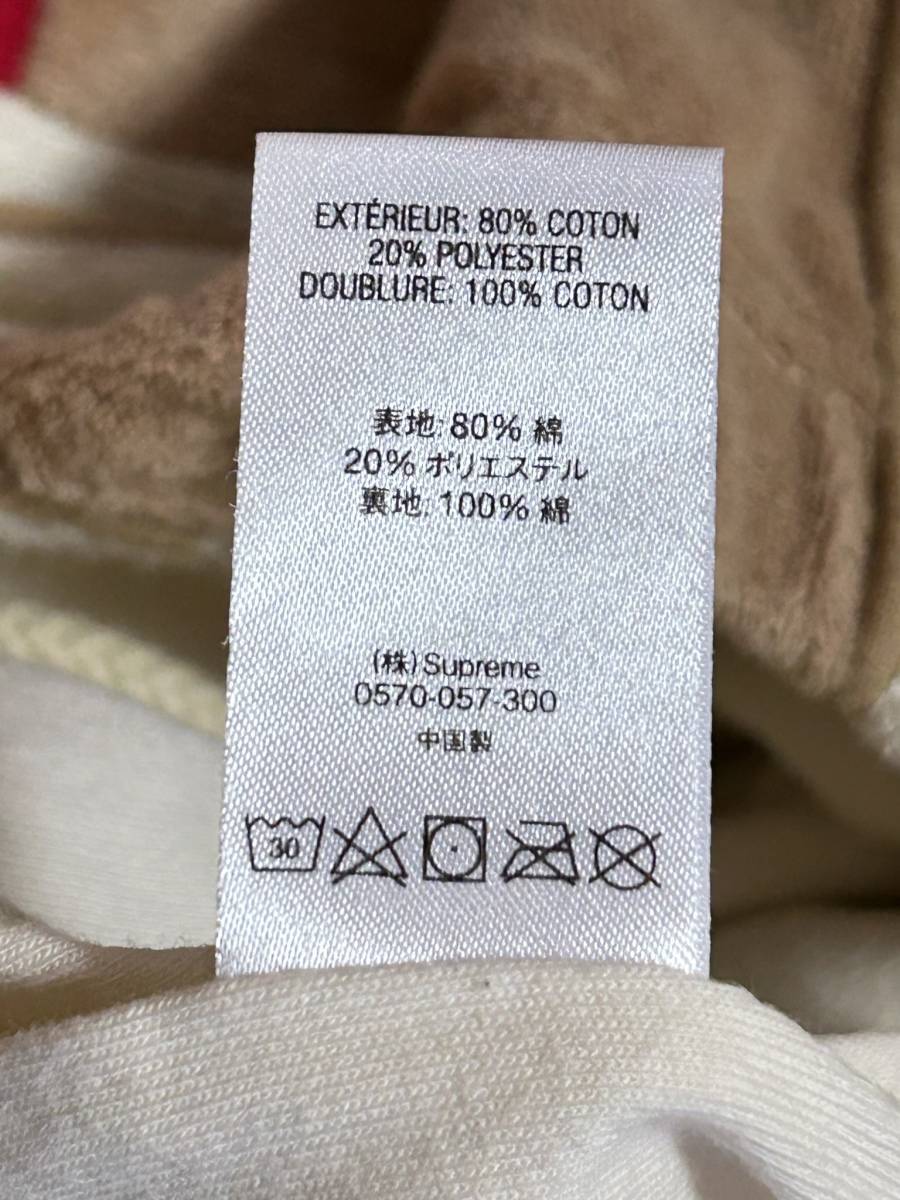 EXTÉRIEUR: 80% COTON
20% POLYESTER
DOUBLURE: 100% COTON
表地: 80% 綿
20% ポリエステル
裏地: 100% 綿
(株) Supreme
0570-057-300
中国製
30